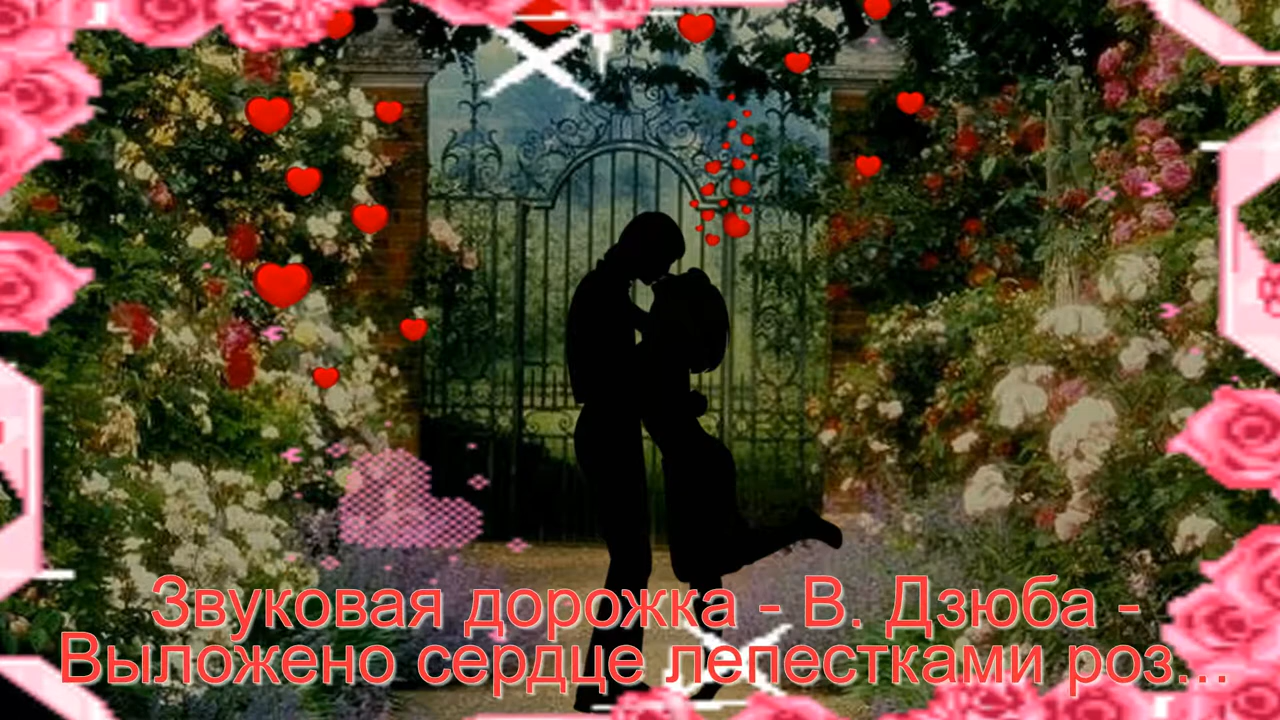 Звуковая дорожка - В. Дзюба -
Выложено сердце лепестками роз...